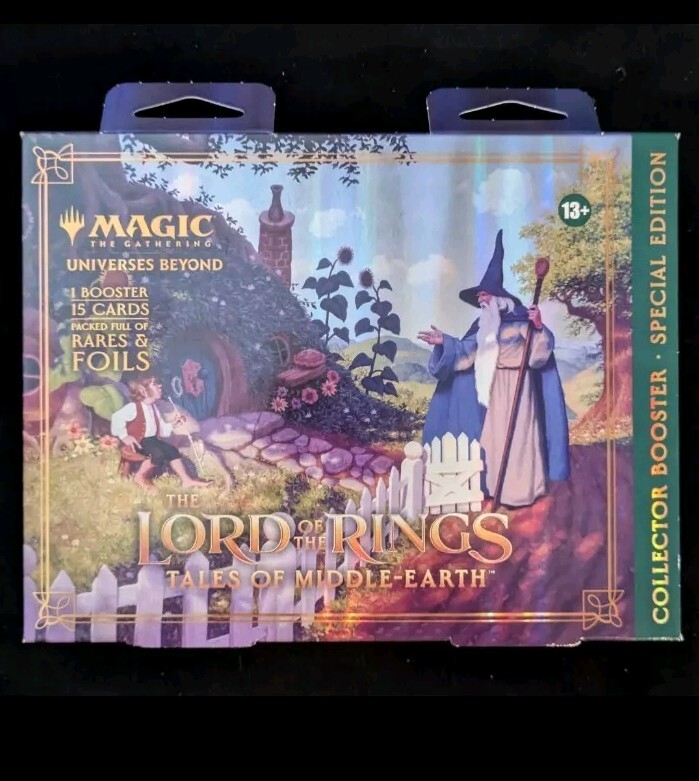 MAGIC
THE GATHERING
UNIVERSES BEYOND
1 BOOSTER
15 CARDS
PACKED FULL OF
RARES &
FOILS
13+
THE
LORD OF THE RINGS
TALES OF MIDDLE-EARTH™
COLLECTOR BOOSTER • SPECIAL EDITION